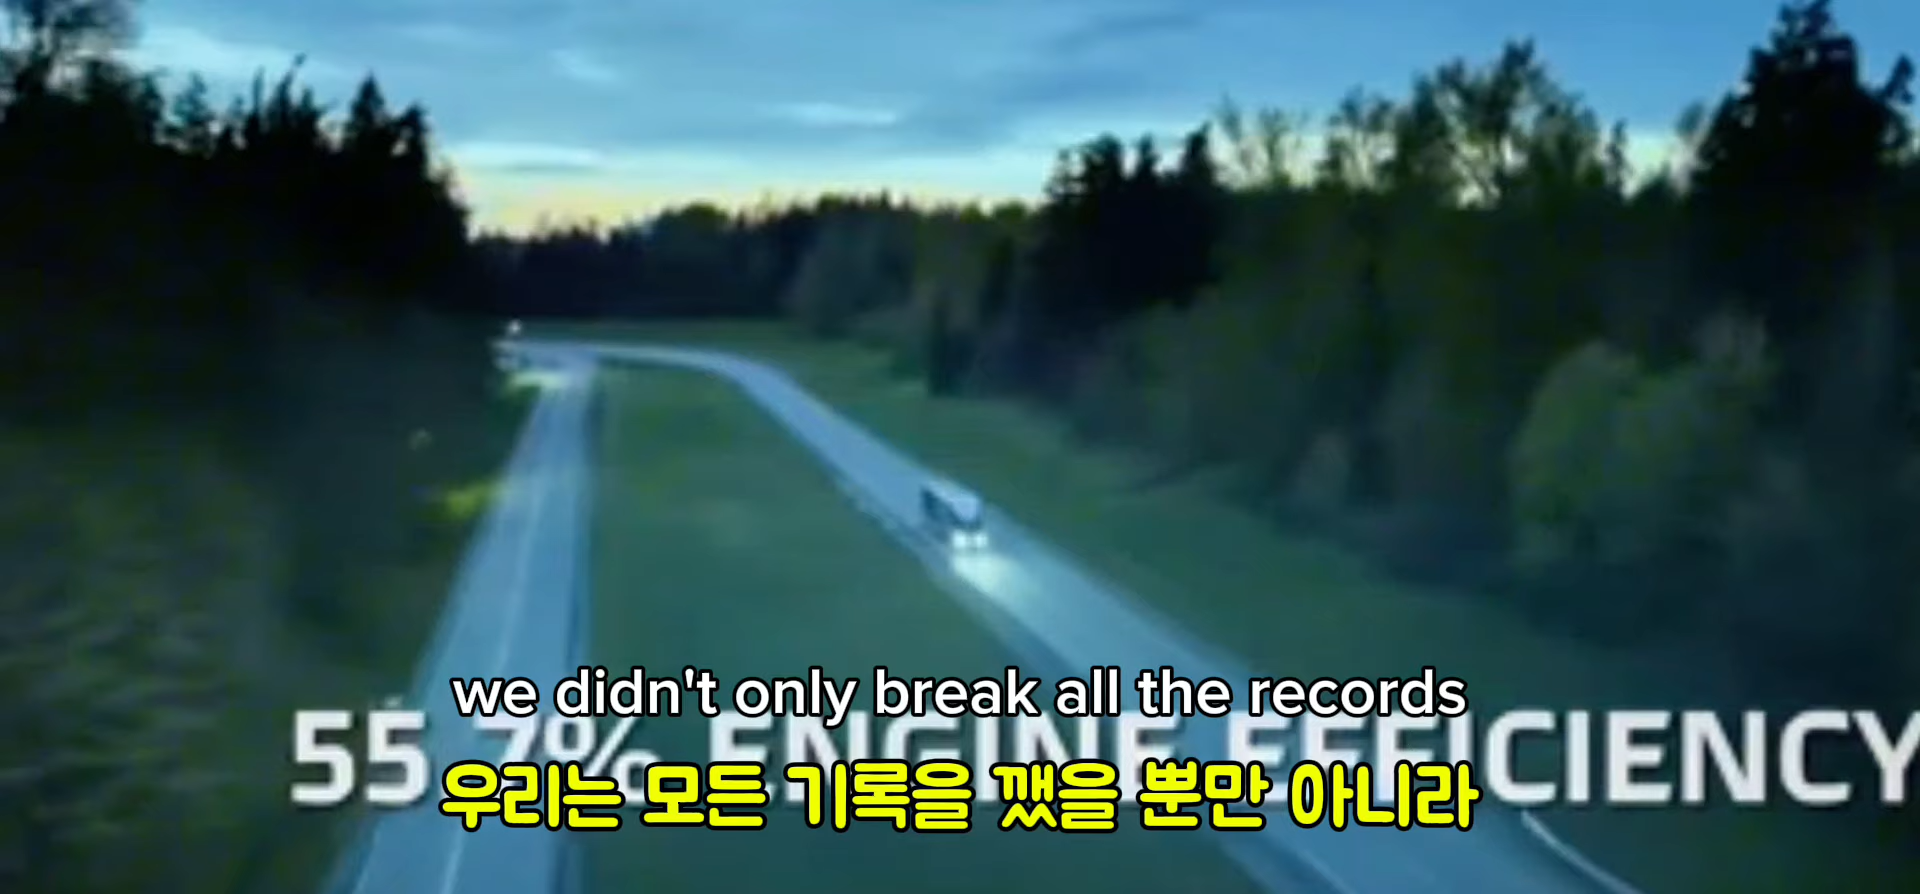 we didn't only break all the records
55.7% ENGINE EFFICIENCY
우리는 모든 기록을 깼을 뿐만 아니라